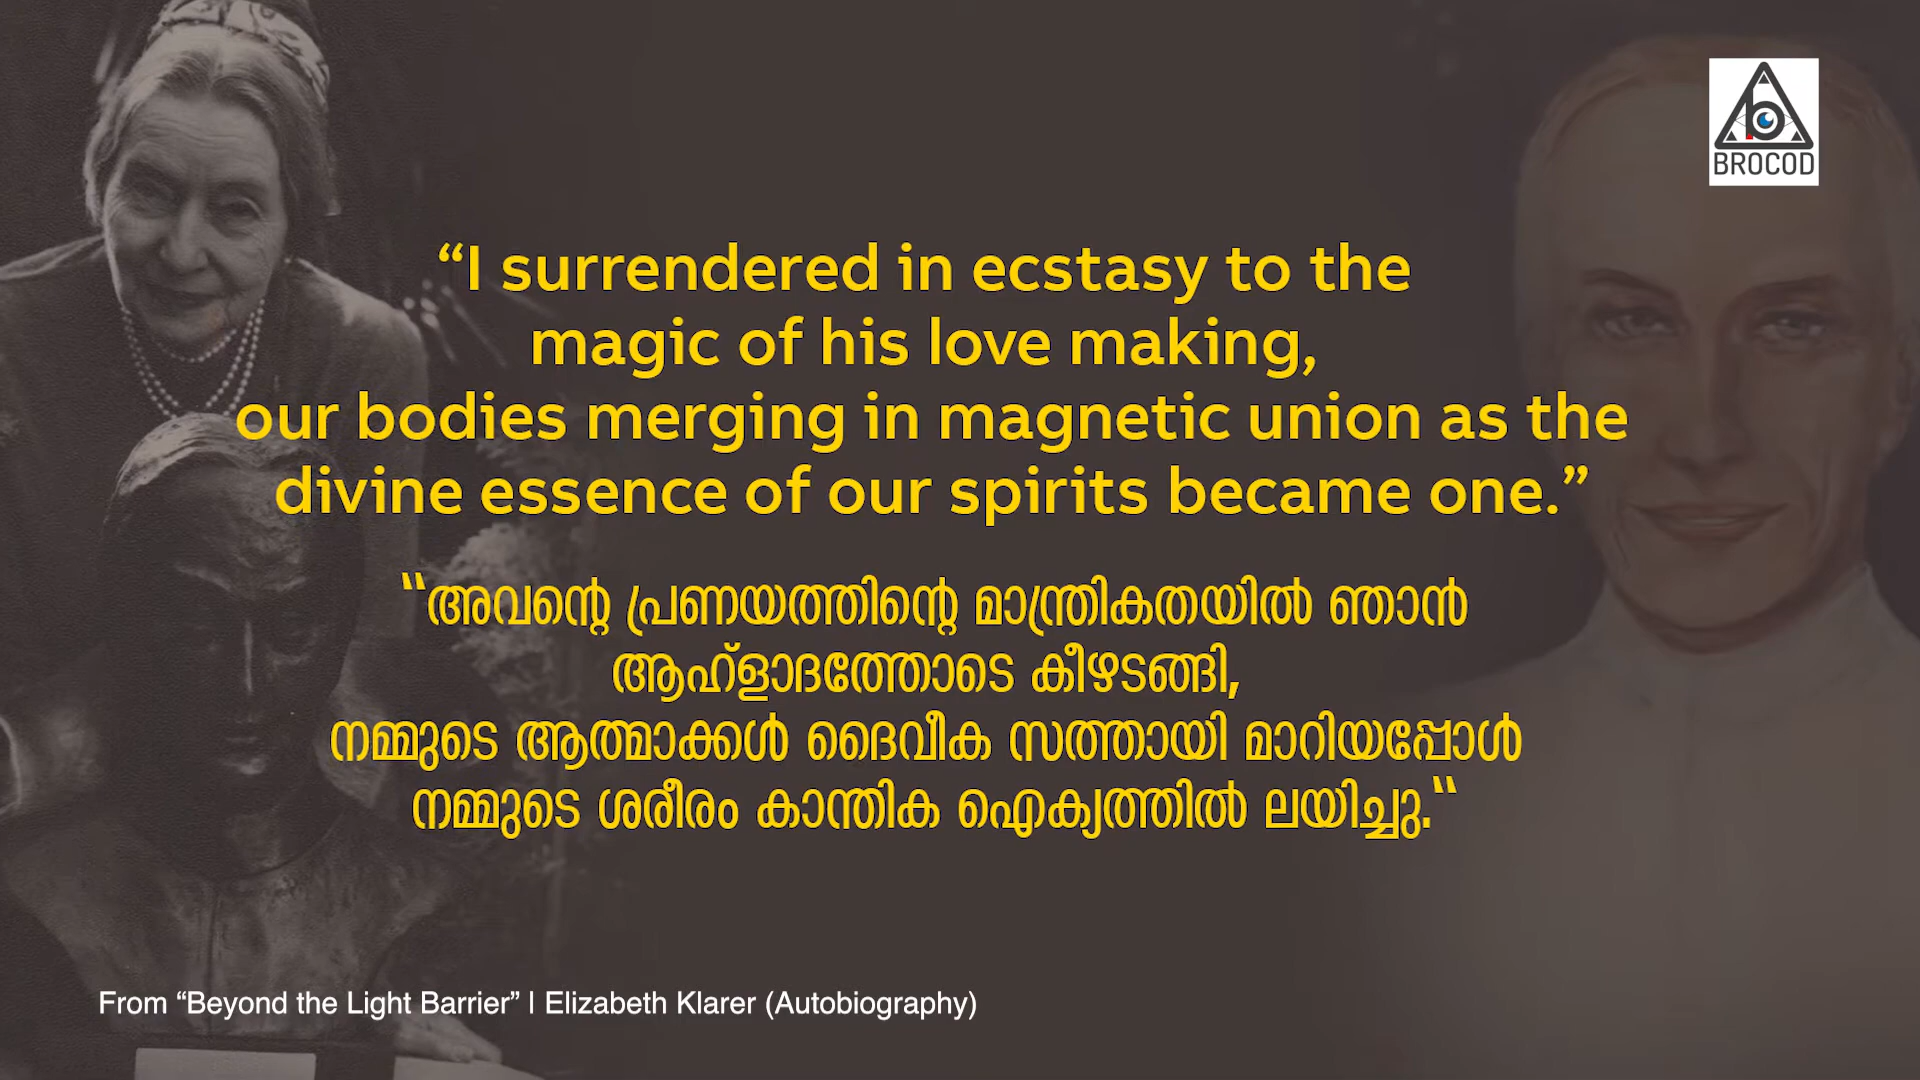 BROCOD
“I surrendered in ecstasy to the
magic of his love making,
our bodies merging in magnetic union as the
divine essence of our spirits became one.”
“അവന്റെ പ്രണയത്തിന്റെ മാന്ത്രികതയിൽ ഞാൻ
ആഹ്ളാദത്തോടെ കീഴടങ്ങി,
നമ്മുടെ ആത്മാക്കൾ ദൈവീക സത്തായി മാറിയപ്പോൾ
നമ്മുടെ ശരീരം കാന്തിക ഐക്യത്തിൽ ലയിച്ചു.“
From “Beyond the Light Barrier” | Elizabeth Klarer (Autobiography)